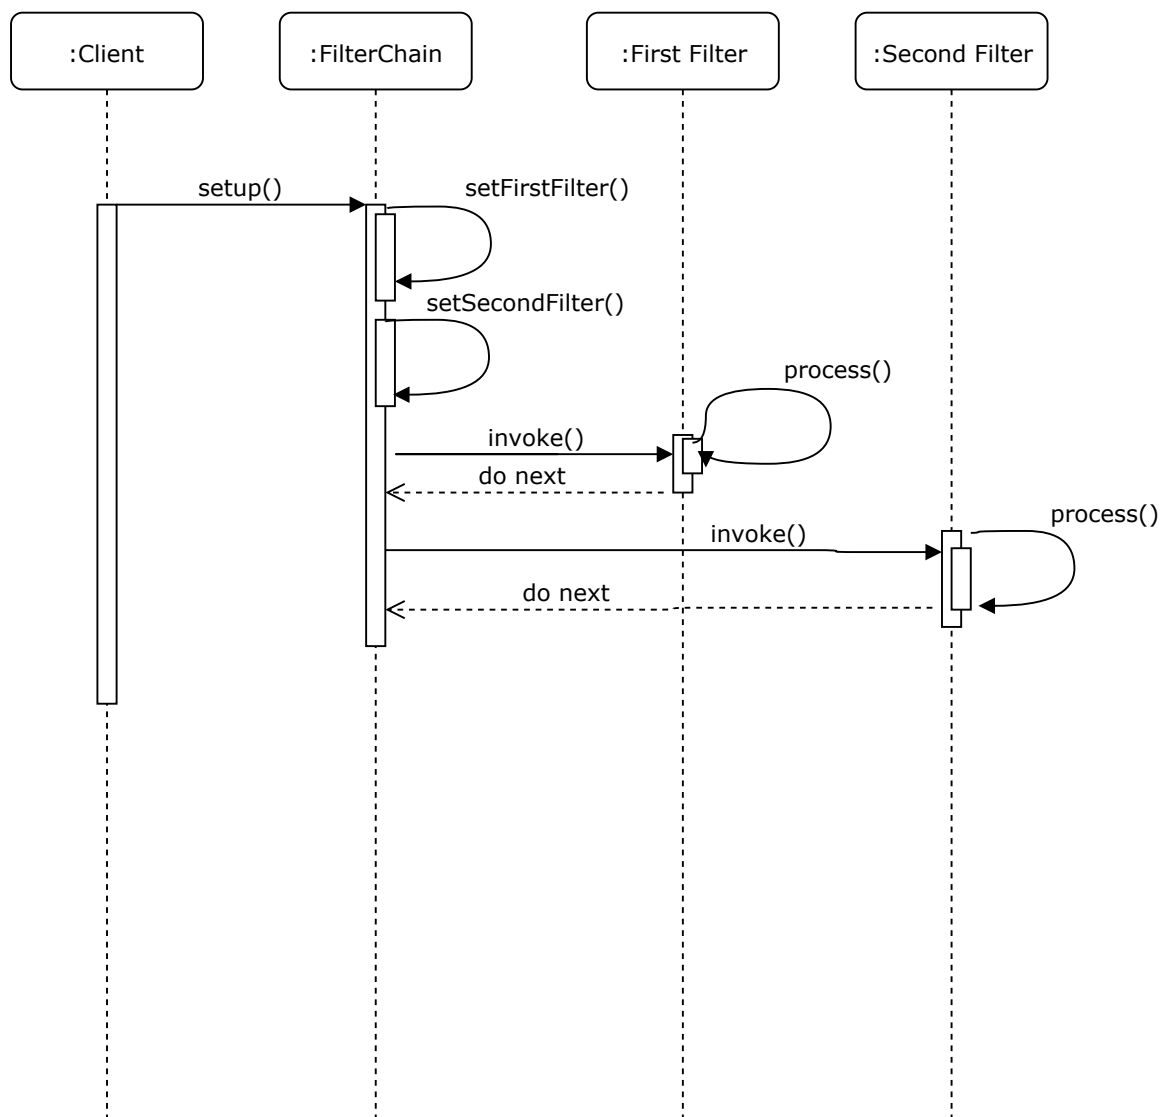 :Client
:FilterChain
:First Filter
:Second Filter
setup()
setFirstFilter()
setSecondFilter()
process()
invoke()
do next
process()
invoke()
do next